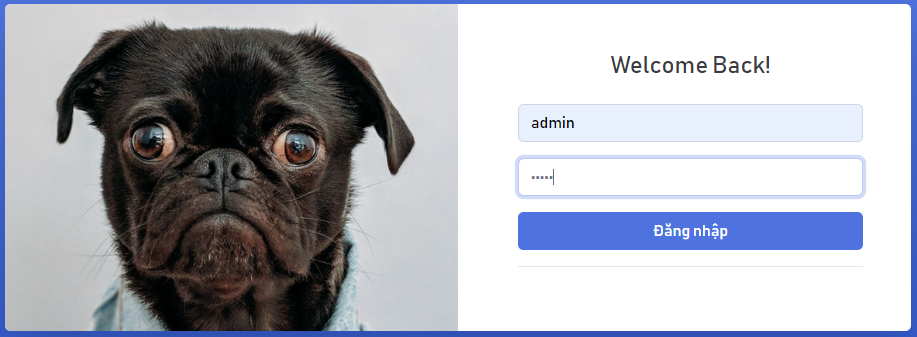 Welcome Back!
admin
•••••
Đăng nhập